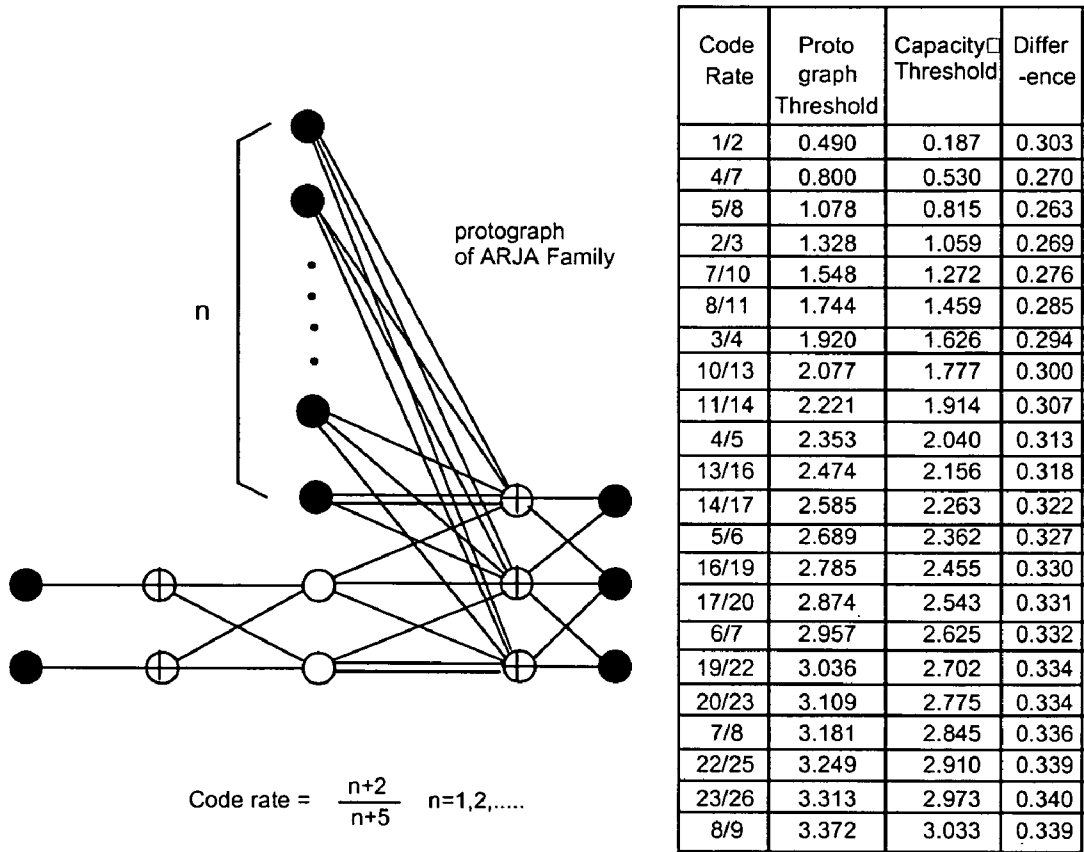 n
protograph
of ARJA Family
Code rate = n+2/n+5 n=1,2,.....
Code Rate | Proto graph Threshold | Capacity□ Threshold | Differ -ence
1/2 | 0.490 | 0.187 | 0.303
4/7 | 0.800 | 0.530 | 0.270
5/8 | 1.078 | 0.815 | 0.263
2/3 | 1.328 | 1.059 | 0.269
7/10 | 1.548 | 1.272 | 0.276
8/11 | 1.744 | 1.459 | 0.285
3/4 | 1.920 | 1.626 | 0.294
10/13 | 2.077 | 1.777 | 0.300
11/14 | 2.221 | 1.914 | 0.307
4/5 | 2.353 | 2.040 | 0.313
13/16 | 2.474 | 2.156 | 0.318
14/17 | 2.585 | 2.263 | 0.322
5/6 | 2.689 | 2.362 | 0.327
16/19 | 2.785 | 2.455 | 0.330
17/20 | 2.874 | 2.543 | 0.331
6/7 | 2.957 | 2.625 | 0.332
19/22 | 3.036 | 2.702 | 0.334
20/23 | 3.109 | 2.775 | 0.334
7/8 | 3.181 | 2.845 | 0.336
22/25 | 3.249 | 2.910 | 0.339
23/26 | 3.313 | 2.973 | 0.340
8/9 | 3.372 | 3.033 | 0.339